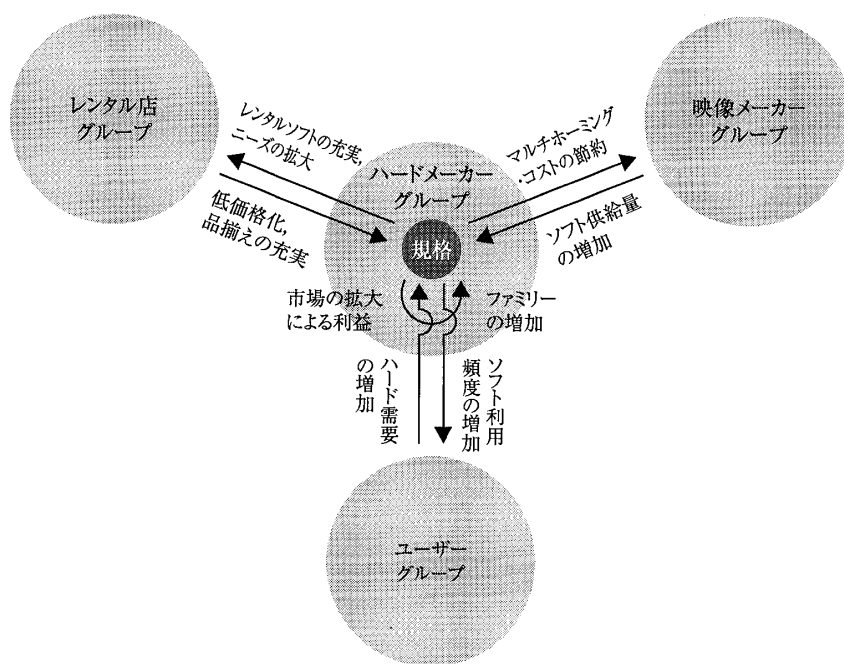 レンタル店
グループ
映像メーカー
グループ
レンタルソフトの充実,
ニーズの拡大
低価格化,
品揃えの充実
マルチホーミング
・コストの節約
ソフト供給量
の増加
ハードメーカー
グループ
規格
市場の拡大
による利益
ファミリー
の増加
ハード需要
の増加
ソフト利用
頻度の増加
ユーザー
グループ